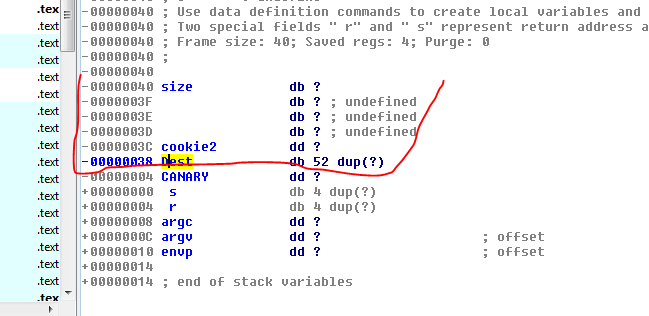 .tex
.text
.text
.text
.text
.tex
.text
.text
.text
.text
.text
.text
.text
.text
.tex
-00000040 ; Use data definition commands to create local variables and
-00000040 ; Two special fields " r" and " s" represent return address a
-00000040 ; Frame size: 40; Saved regs: 4; Purge: 0
-00000040 ;
-00000040
-00000040 size db ?
-0000003F db ? ; undefined
-0000003E db ? ; undefined
-0000003D db ? ; undefined
-0000003C cookie2 dd ?
-00000038 Dest db 52 dup(?)
-00000004 CANARY dd ?
+00000000 s db 4 dup(?)
+00000004 r db 4 dup(?)
+00000008 argc dd ?
+0000000C argv dd ? ; offset
+00000010 envp dd ? ; offset
+00000014
+00000014 ; end of stack variables